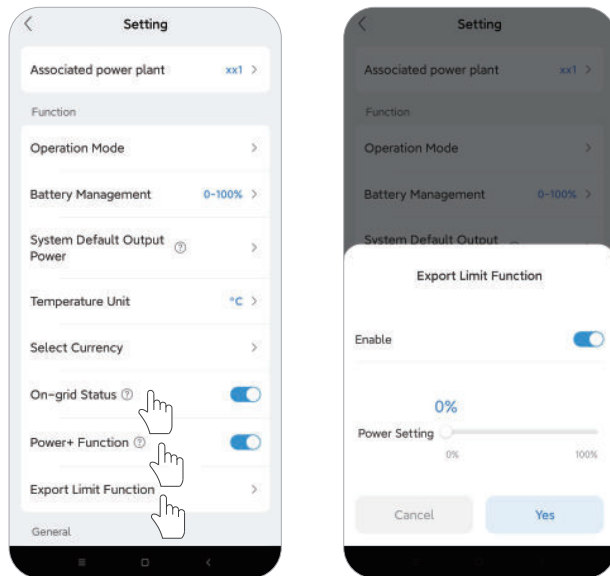 Setting
Associated power plant xx1
Function
Operation Mode
Battery Management 0-100%
System Default Output
Power
Temperature Unit °C
Select Currency
On-grid Status
Power+ Function
Export Limit Function
General
Setting
Associated power plant xx1
Function
Operation Mode
Battery Management 0-100%
System Default Output
Export Limit Function
Enable
0%
Power Setting
0% 100%
Cancel Yes